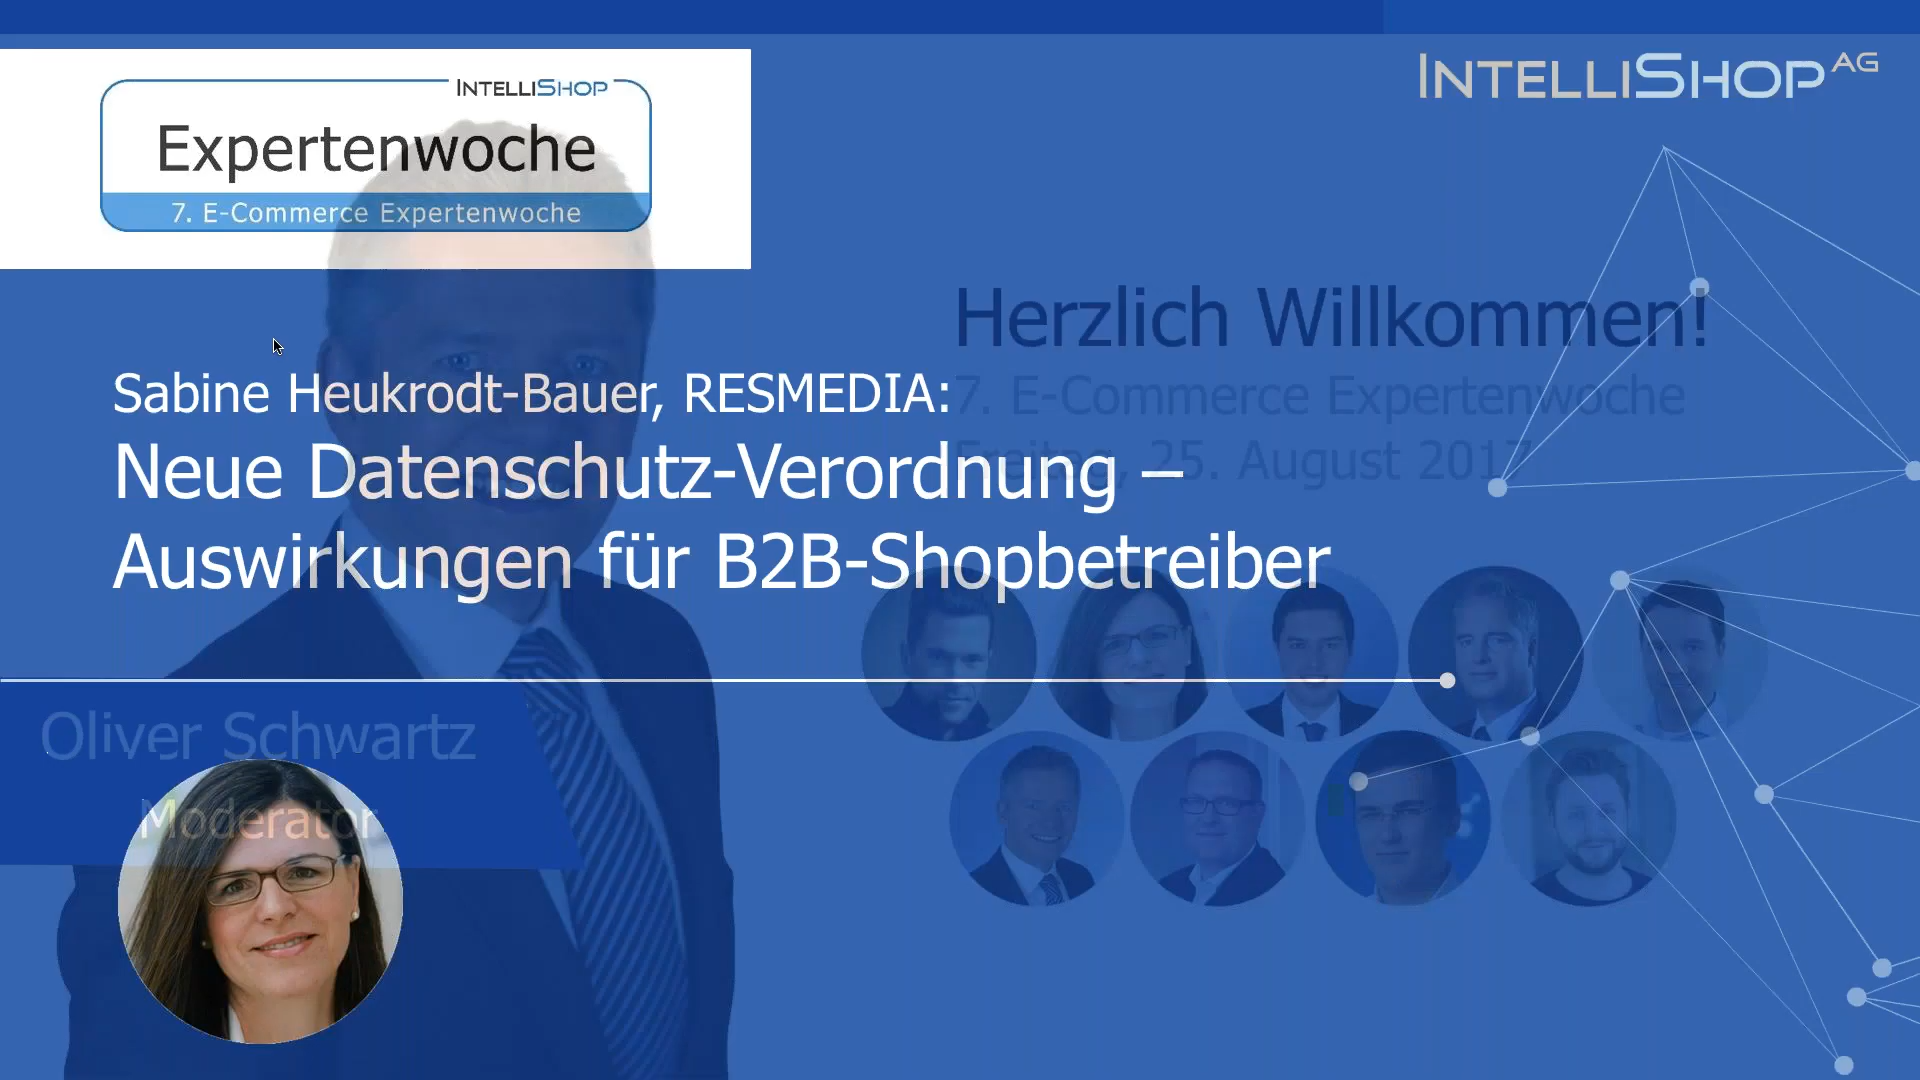 INTELLISHOP AG
INTELLISHOP
Expertenwoche
7. E-Commerce Expertenwoche
Herzlich Willkommen!
7. E-Commerce Expertenwoche
Freitag, 25. August 2017
Sabine Heukrodt-Bauer, RESMEDIA:
Neue Datenschutz-Verordnung –
Auswirkungen für B2B-Shopbetreiber
Oliver Schwartz
Moderator